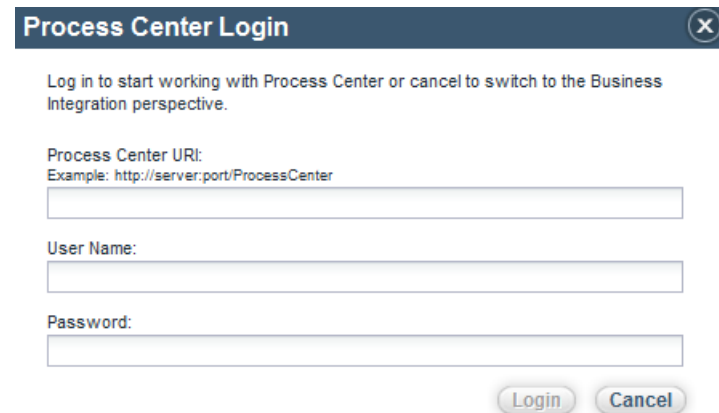 Process Center Login
Log in to start working with Process Center or cancel to switch to the Business
Integration perspective.
Process Center URI:
Example: http://server:port/ProcessCenter
User Name:
Password:
Login Cancel